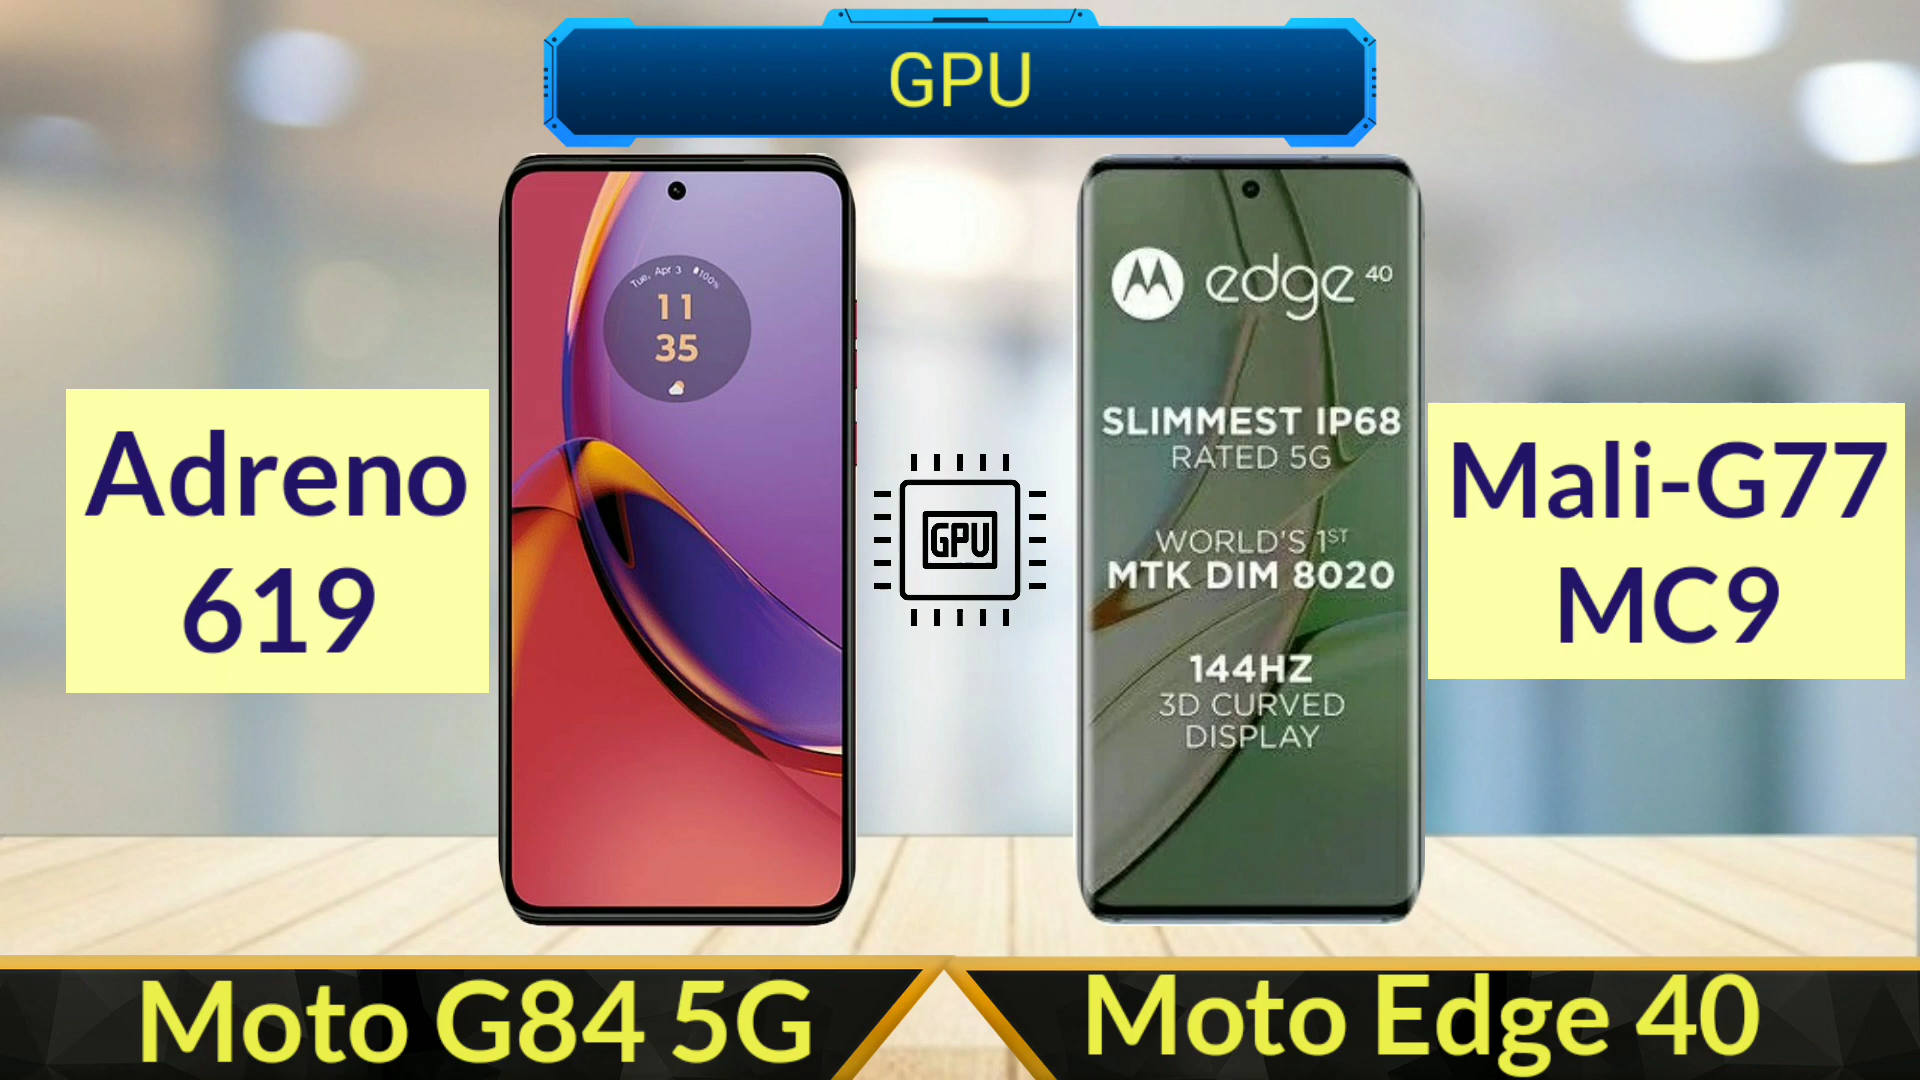 GPU
Tue, Apr 3 100%
11
35
edge 40
SLIMMEST IP68
RATED 5G
WORLD'S 1ST
MTK DIM 8020
144HZ
3D CURVED
DISPLAY
Adreno
619
GPU
Mali-G77
MC9
Moto G84 5G
Moto Edge 40